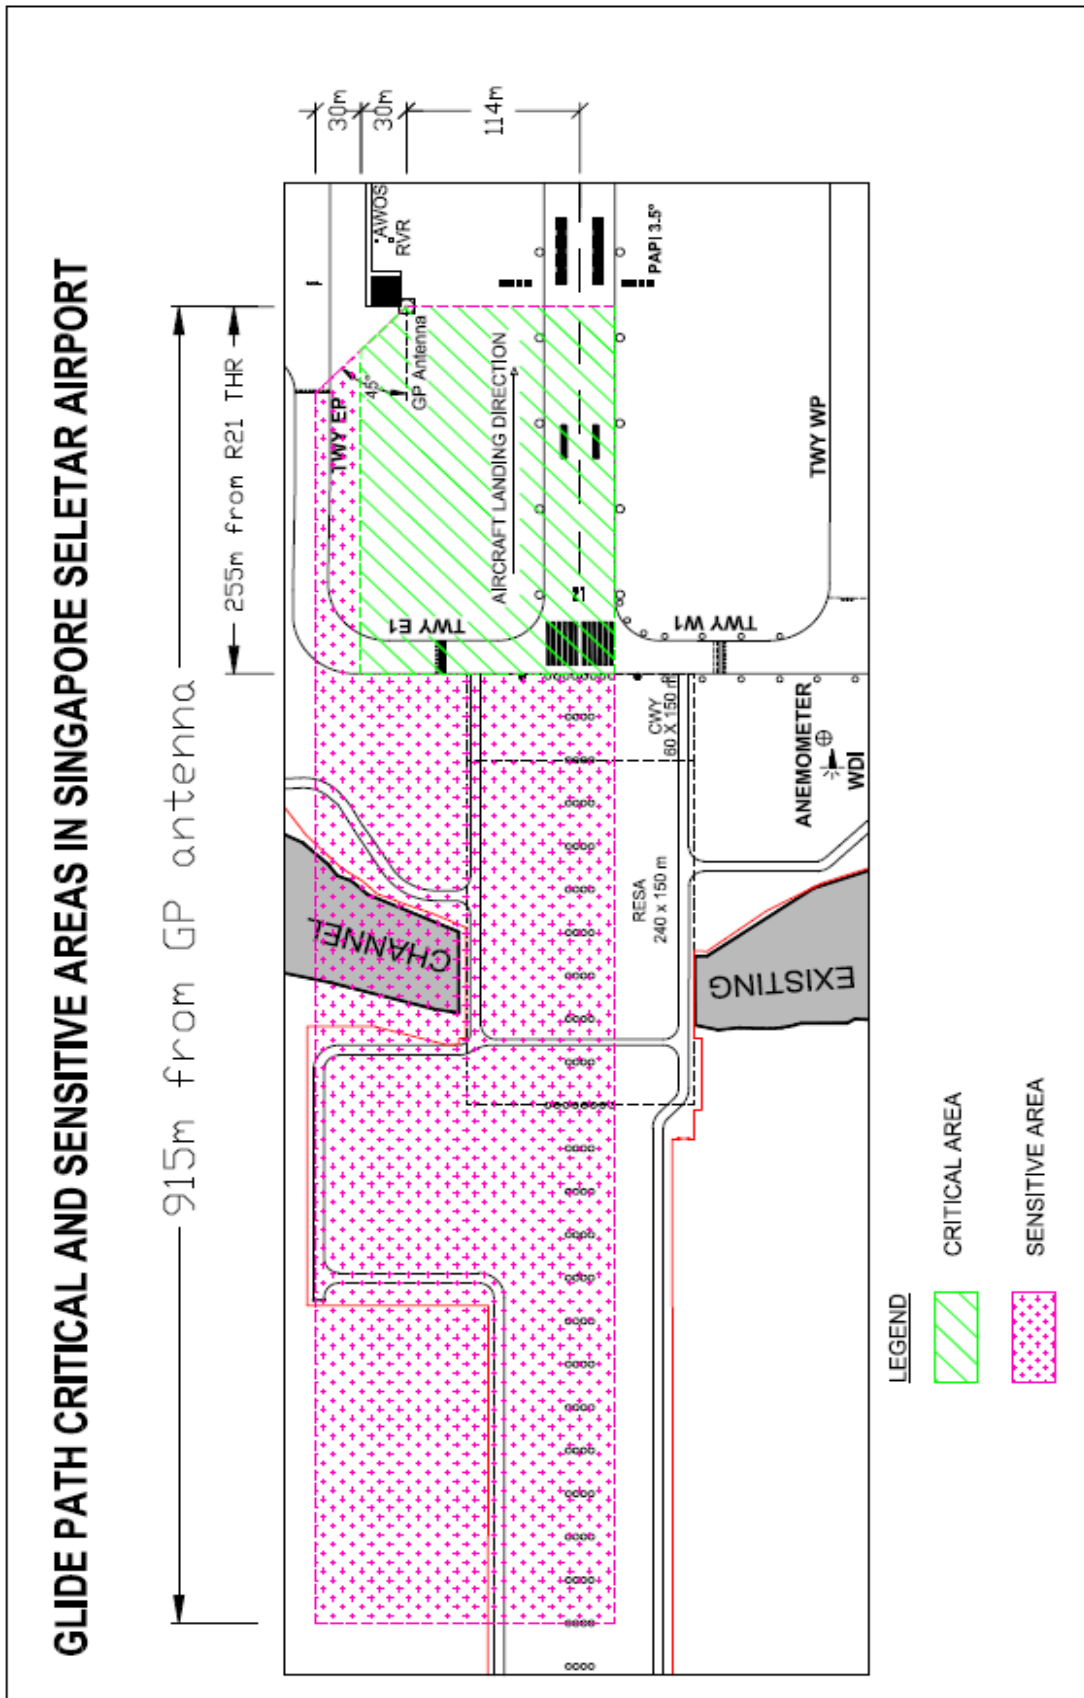 GLIDE PATH CRITICAL AND SENSITIVE AREAS IN SINGAPORE SELETAR AIRPORT
915m from GP antenna
255m from R21 THR
30m
30m
114m
AWOS
RVR
GP Antenna
45°
TWY EP
AIRCRAFT LANDING DIRECTION
PAPI 3.5°
TWY E1
21
TWY W1
TWY WP
CWY
60 X 150 m
RESA
240 x 150 m
ANEMOMETER
WDI
CHANNEL
EXISTING
LEGEND
CRITICAL AREA
SENSITIVE AREA